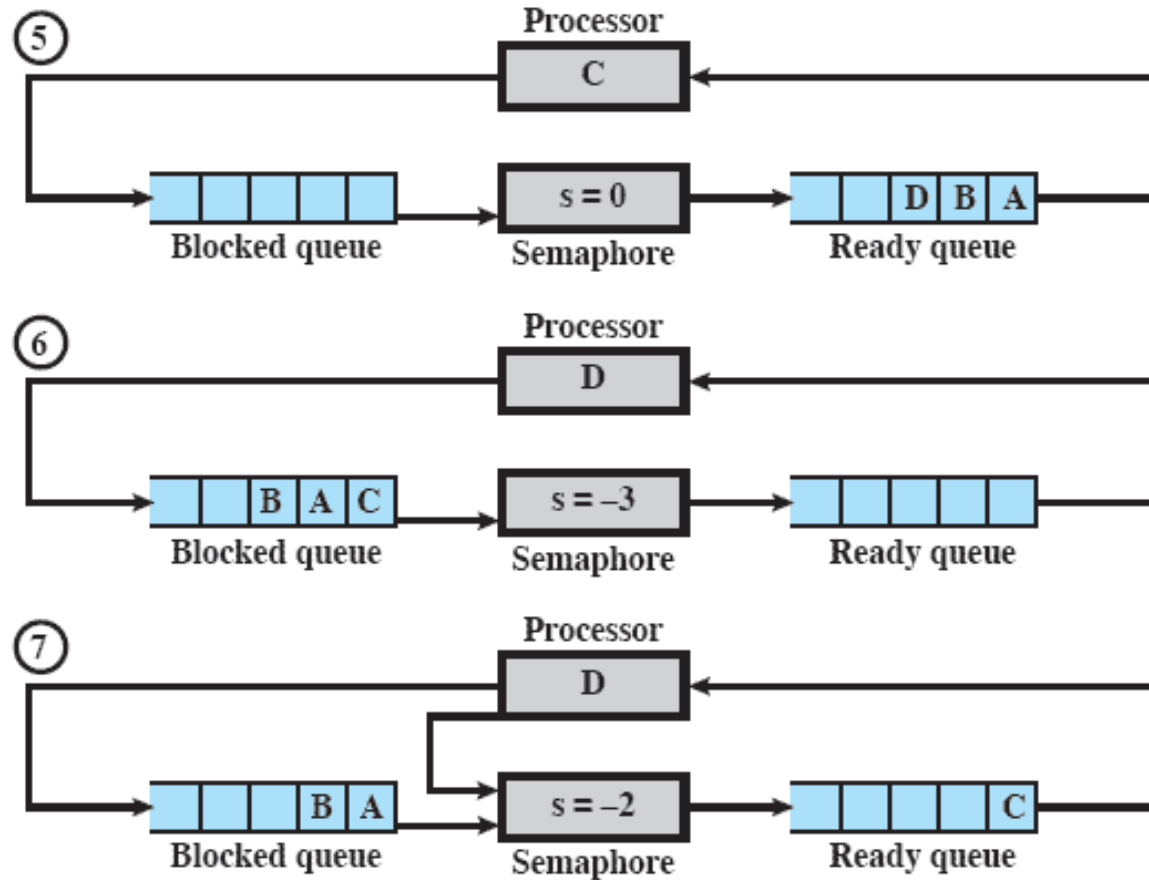 5
Processor
C
s = 0
D B A
Blocked queue
Semaphore
Ready queue
6
Processor
D
B A C
s = –3
Blocked queue
Semaphore
Ready queue
7
Processor
D
B A
s = –2
C
Blocked queue
Semaphore
Ready queue